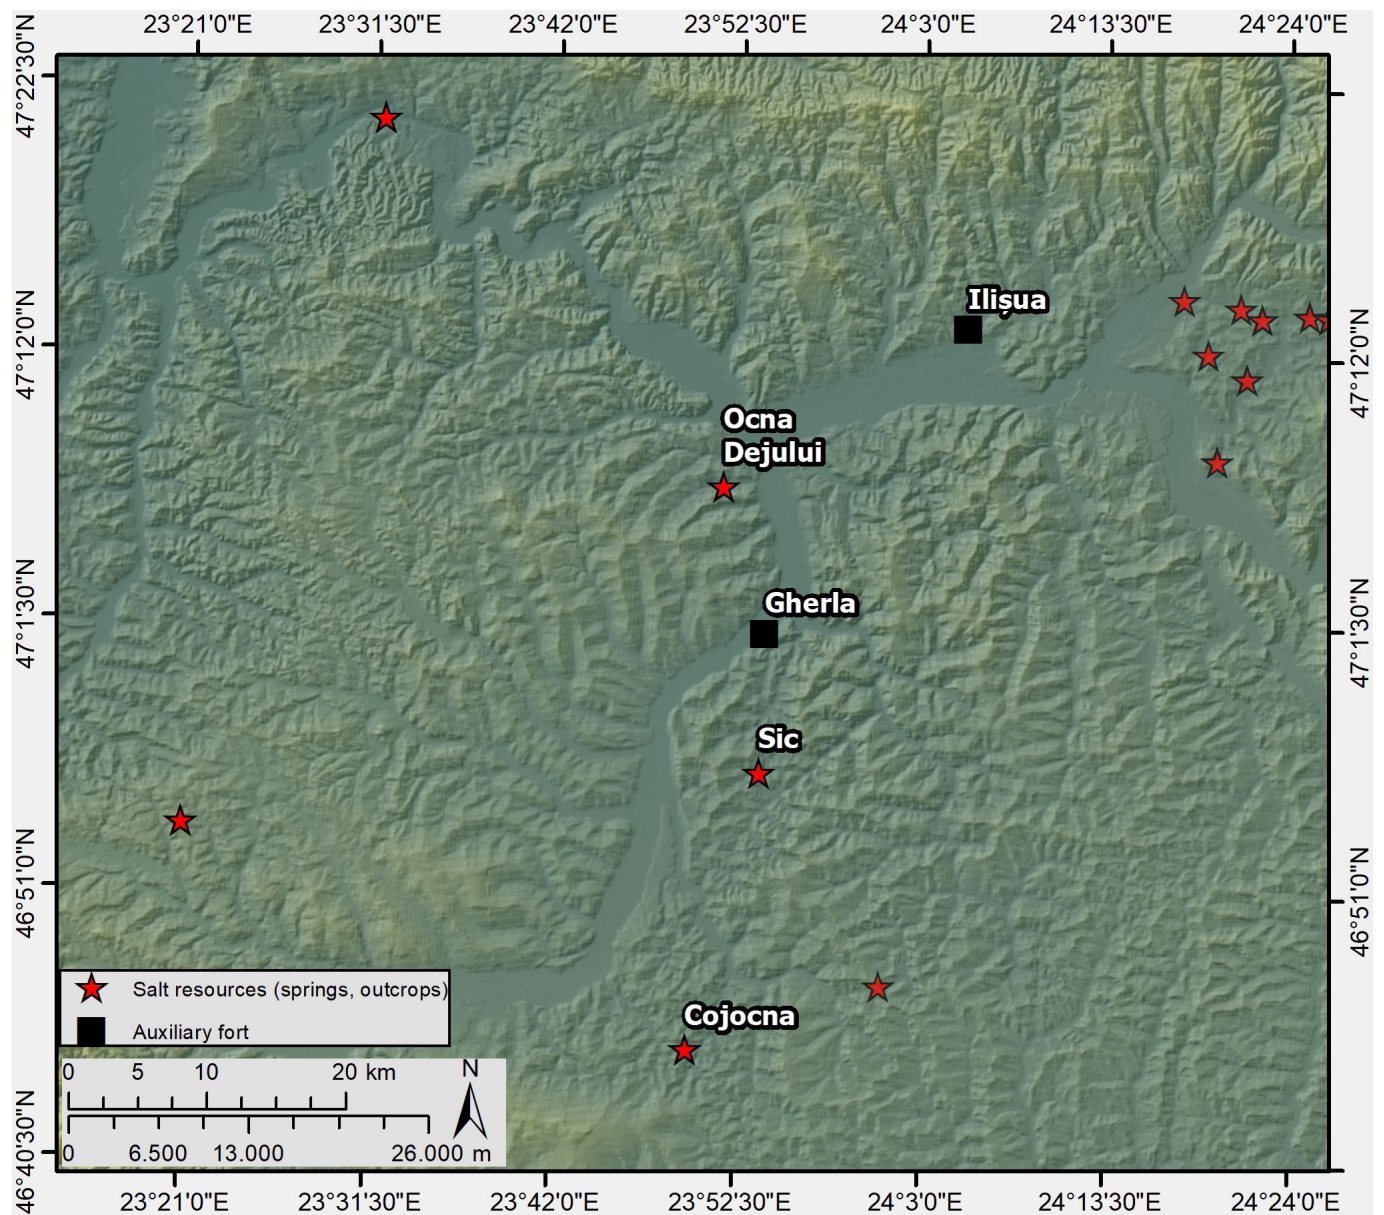 23°21'0"E 23°31'30"E 23°42'0"E 23°52'30"E 24°3'0"E 24°13'30"E 24°24'0"E
47°22'30"N
47°12'0"N
47°1'30"N
46°51'0"N
46°40'30"N
Ilișua
Ocna
Dejului
Gherla
Sic
Cojocna
47°12'0"N
47°1'30"N
46°51'0"N
Salt resources (springs, outcrops)
Auxiliary fort
0 5 10 20 km
N
0 6.500 13.000 26.000 m
23°21'0"E 23°31'30"E 23°42'0"E 23°52'30"E 24°3'0"E 24°13'30"E 24°24'0"E